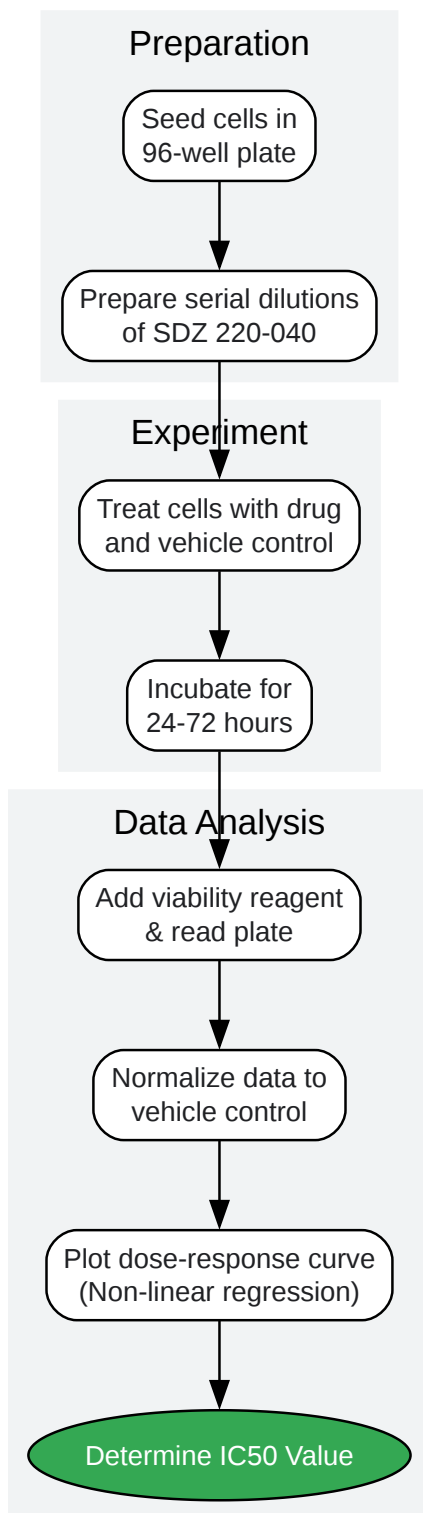 Preparation
Seed cells in
96-well plate
Prepare serial dilutions
of SDZ 220-040
Experiment
Treat cells with drug
and vehicle control
Incubate for
24-72 hours
Data Analysis
Add viability reagent
& read plate
Normalize data to
vehicle control
Plot dose-response curve
(Non-linear regression)
Determine IC50 Value